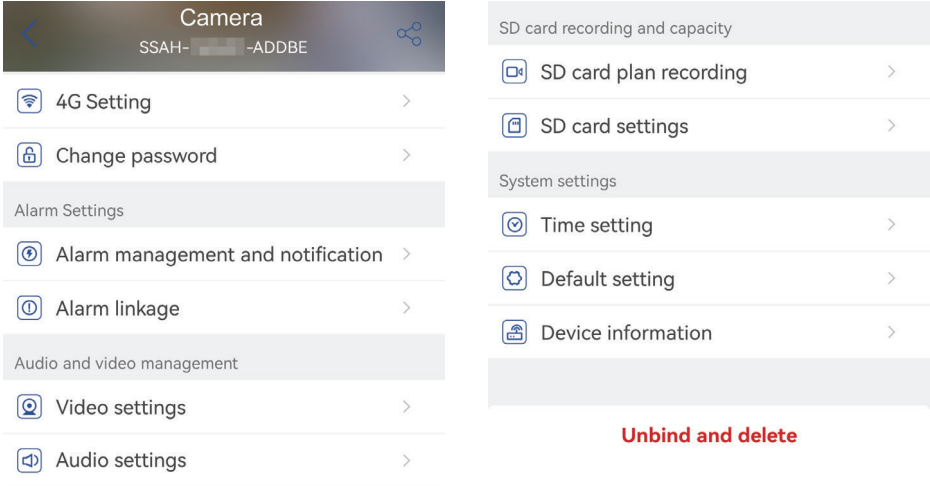 Camera
SSAH- -ADDBE
4G Setting
Change password
Alarm Settings
Alarm management and notification
Alarm linkage
Audio and video management
Video settings
Audio settings
SD card recording and capacity
SD card plan recording
SD card settings
System settings
Time setting
Default setting
Device information
Unbind and delete